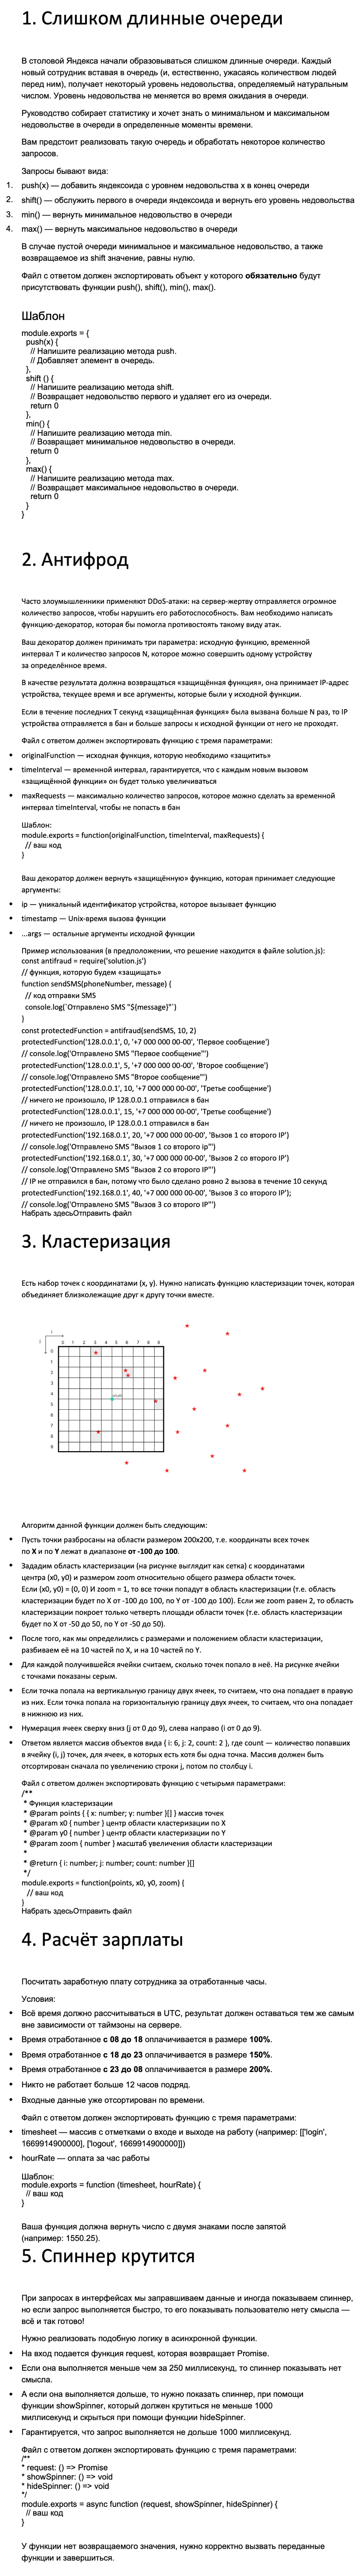 1. Слишком длинные очереди
В столовой Яндекса начали образовываться слишком длинные очереди. Каждый
новый сотрудник вставая в очередь (и, естественно, ужасаясь количеством людей
перед ним), получает некоторый уровень недовольства, определяемый натуральным
числом. Уровень недовольства не меняется во время ожидания в очереди.
Руководство собирает статистику и хочет знать о минимальном и максимальном
недовольстве в очереди в определенные моменты времени.
Вам предстоит реализовать такую очередь и обработать некоторое количество
запросов.
Запросы бывают вида:
1. push(x) — добавить яндексоида с уровнем недовольства x в конец очереди
2. shift() — обслужить первого в очереди яндексоида и вернуть его уровень недовольства
3. min() — вернуть минимальное недовольство в очереди
4. max() — вернуть максимальное недовольство в очереди
В случае пустой очереди минимальное и максимальное недовольство, а также
возвращаемое из shift значение, равны нулю.
Файл с ответом должен экспортировать объект у которого обязательно будут
присутствовать функции push(), shift(), min(), max().
Шаблон
module.exports = {
push(x) {
// Напишите реализацию метода push.
// Добавляет элемент в очередь.
},
shift () {
// Напишите реализацию метода shift.
// Возвращает недовольство первого и удаляет его из очереди.
return 0
},
min() {
// Напишите реализацию метода min.
// Возвращает минимальное недовольство в очереди.
return 0
},
max() {
// Напишите реализацию метода max.
// Возвращает максимальное недовольство в очереди.
return 0
}
}
2. Антифрод
Часто злоумышленники применяют DDoS-атаки: на сервер-жертву отправляется огромное
количество запросов, чтобы нарушить его работоспособность. Вам необходимо написать
функцию-декоратор, которая бы помогла противостоять такому виду атак.
Ваш декоратор должен принимать три параметра: исходную функцию, временной
интервал T и количество запросов N, которое можно совершить одному устройству
за определённое время.
В качестве результата должна возвращаться «защищённая функция», она принимает IP-адрес
устройства, текущее время и все аргументы, которые были у исходной функции.
Если в течение последних T секунд «защищённая функция» была вызвана больше N раз, то IP
устройства отправляется в бан и больше запросы к исходной функции от него не проходят.
Файл с ответом должен экспортировать функцию с тремя параметрами:
• originalFunction — исходная функция, которую необходимо «защитить»
• timeInterval — временной интервал, гарантируется, что с каждым новым вызовом
«защищённой функции» он будет только увеличиваться
• maxRequests — максимально количество запросов, которое можно сделать за временной
интервал timeInterval, чтобы не попасть в бан
Шаблон:
module.exports = function(originalFunction, timeInterval, maxRequests) {
// ваш код
}
Ваш декоратор должен вернуть «защищённую» функцию, которая принимает следующие
аргументы:
• ip — уникальный идентификатор устройства, которое вызывает функцию
• timestamp — Unix-время вызова функции
• ...args — остальные аргументы исходной функции
Пример использования (в предположении, что решение находится в файле solution.js):
const antifraud = require('solution.js')
// функция, которую будем «защищать»
function sendSMS(phoneNumber, message) {
// код отправки SMS
console.log(`Отправлено SMS "${message}"`)
}
const protectedFunction = antifraud(sendSMS, 10, 2)
protectedFunction('128.0.0.1', 0, '+7 000 000 00-00', 'Первое сообщение')
// console.log('Отправлено SMS "Первое сообщение"')
protectedFunction('128.0.0.1', 5, '+7 000 000 00-00', 'Второе сообщение')
// console.log('Отправлено SMS "Второе сообщение"')
protectedFunction('128.0.0.1', 10, '+7 000 000 00-00', 'Третье сообщение')
// ничего не произошло, IP 128.0.0.1 отправился в бан
protectedFunction('128.0.0.1', 15, '+7 000 000 00-00', 'Третье сообщение')
// ничего не произошло, IP 128.0.0.1 отправился в бан
protectedFunction('192.168.0.1', 20, '+7 000 000 00-00', 'Вызов 1 со второго IP')
// console.log('Отправлено SMS "Вызов 1 со второго ip"')
protectedFunction('192.168.0.1', 30, '+7 000 000 00-00', 'Вызов 2 со второго IP')
// console.log('Отправлено SMS "Вызов 2 со второго IP"')
// IP не отправился в бан, потому что было сделано ровно 2 вызова в течение 10 секунд
protectedFunction('192.168.0.1', 40, '+7 000 000 00-00', 'Вызов 3 со второго IP');
// console.log('Отправлено SMS "Вызов 3 со второго IP"')
Набрать здесьОтправить файл
3. Кластеризация
Есть набор точек с координатами (x, y). Нужно написать функцию кластеризации точек, которая
объединяет близколежащие друг к другу точки вместе.
i
j 0 1 2 3 4 5 6 7 8 9
0
1
2
3
4
5
6
7
8
9
Алгоритм данной функции должен быть следующим:
• Пусть точки разбросаны на области размером 200x200, т.е. координаты всех точек
по X и по Y лежат в диапазоне от -100 до 100.
• Зададим область кластеризации (на рисунке выглядит как сетка) с координатами
центра (x0, y0) и размером zoom относительно общего размера области точек.
Если (x0, y0) = (0, 0) И zoom = 1, то все точки попадут в область кластеризации (т.е. область
кластеризации будет по X от -100 до 100, по Y от -100 до 100). Если же zoom равен 2, то область
кластеризации покроет только четверть площади области точек (т.е. область кластеризации
будет по X от -50 до 50, по Y от -50 до 50).
• После того, как мы определились с размерами и положением области кластеризации,
разбиваем её на 10 частей по X, и на 10 частей по Y.
• Для каждой получившейся ячейки считаем, сколько точек попало в неё. На рисунке ячейки
с точками показаны серым.
• Если точка попала на вертикальную границу двух ячеек, то считаем, что она попадает в правую
из них. Если точка попала на горизонтальную границу двух ячеек, то считаем, что она попадает
в нижнюю из них.
• Нумерация ячеек сверху вниз (j от 0 до 9), слева направо (i от 0 до 9).
• Ответом является массив объектов вида { i: 6, j: 2, count: 2 }, где count — количество попавших
в ячейку (i, j) точек, для ячеек, в которых есть хотя бы одна точка. Массив должен быть
отсортирован сначала по увеличению строки j, потом по столбцу i.
Файл с ответом должен экспортировать функцию с четырьмя параметрами:
/**
* Функция кластеризации
* @param points { { x: number; y: number }[] } массив точек
* @param x0 { number } центр области кластеризации по X
* @param y0 { number } центр области кластеризации по Y
* @param zoom { number } масштаб увеличения области кластеризации
*
* @return { i: number; j: number; count: number }[]
*/
module.exports = function(points, x0, y0, zoom) {
// ваш код
}
Набрать здесьОтправить файл
4. Расчёт зарплаты
Посчитать заработную плату сотрудника за отработанные часы.
Условия:
• Всё время должно рассчитываться в UTC, результат должен оставаться тем же самым
вне зависимости от таймзоны на сервере.
• Время отработанное с 08 до 18 оплачичивается в размере 100%.
• Время отработанное с 18 до 23 оплачичивается в размере 150%.
• Время отработанное с 23 до 08 оплачичивается в размере 200%.
• Никто не работает больше 12 часов подряд.
• Входные данные уже отсортирован по времени.
Файл с ответом должен экспортировать функцию с тремя параметрами:
• timesheet — массив с отметками о входе и выходе на работу (например: [['login',
1669914900000], ['logout', 1669914900000]])
• hourRate — оплата за час работы
Шаблон:
module.exports = function (timesheet, hourRate) {
// ваш код
}
Ваша функция должна вернуть число с двумя знаками после запятой
(например: 1550.25).
5. Спиннер крутится
При запросах в интерфейсах мы заправшиваем данные и иногда показываем спиннер,
но если запрос выполняется быстро, то его показывать пользователю нету смысла —
всё и так готово!
Нужно реализовать подобную логику в асинхронной функции.
• На вход подается функция request, которая возвращает Promise.
• Если она выполняется меньше чем за 250 миллисекунд, то спиннер показывать нет
смысла.
• А если она выполняется дольше, то нужно показать спиннер, при помощи
функции showSpinner, который должен крутиться не меньше 1000
миллисекунд и скрыться при помощи функции hideSpinner.
• Гарантируется, что запрос выполняется не дольше 1000 миллисекунд.
Файл с ответом должен экспортировать функцию с тремя параметрами:
/**
* request: () => Promise
* showSpinner: () => void
* hideSpinner: () => void
*/
module.exports = async function (request, showSpinner, hideSpinner) {
// ваш код
}
У функции нет возвращаемого значения, нужно корректно вызвать переданные
функции и завершиться.